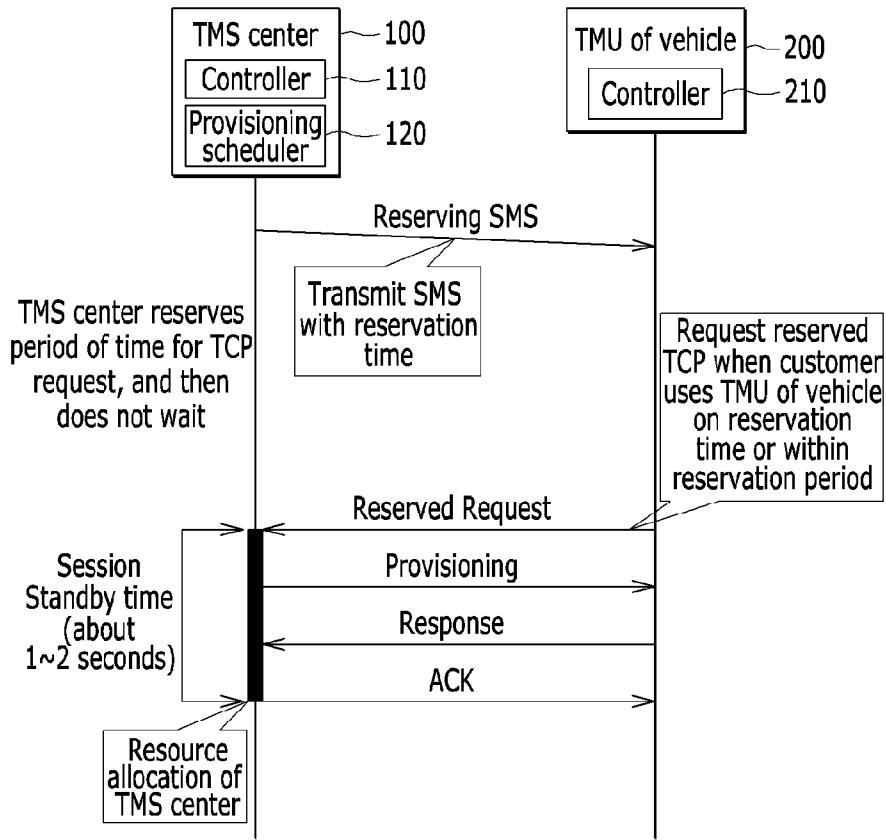 TMS center
100
Controller
110
Provisioning
scheduler
120
TMU of vehicle
200
Controller
210
Reserving SMS
Transmit SMS
with reservation
time
TMS center reserves
period of time for TCP
request, and then
does not wait
Request reserved
TCP when customer
uses TMU of vehicle
on reservation
time or within
reservation period
Reserved Request
Provisioning
Response
ACK
Session
Standby time
(about
1~2 seconds)
Resource
allocation of
TMS center